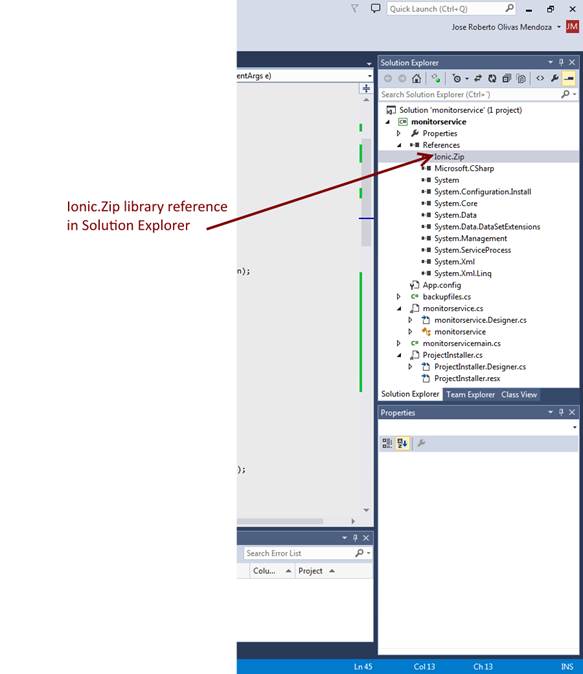 Quick Launch (Ctrl+Q)
Jose Roberto Olivas Mendoza
JM
Solution Explorer
entArgs e)
Search Solution Explorer (Ctrl+¨)
Solution 'monitorservice' (1 project)
C# monitorservice
Properties
References
Ionic.Zip
Microsoft.CSharp
System
System.Configuration.Install
System.Core
System.Data
System.Data.DataSetExtensions
System.Management
System.ServiceProcess
System.Xml
System.Xml.Linq
App.config
C# backupfiles.cs
monitorservice.cs
monitorservice.Designer.cs
monitorservice
C# monitorservicemain.cs
ProjectInstaller.cs
ProjectInstaller.Designer.cs
ProjectInstaller.resx
Ionic.Zip library reference
in Solution Explorer
n);
Solution Explorer Team Explorer Class View
Properties
);
Search Error List
Colu... Project
Ln 45 Col 13 Ch 13 INS